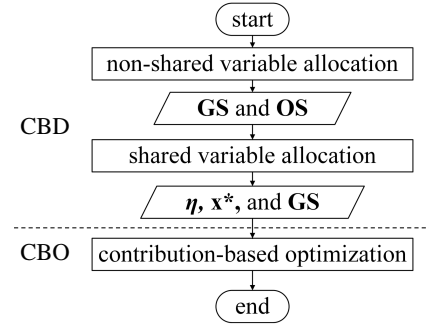 start
non-shared variable allocation
GS and OS
CBD
shared variable allocation
η, x*, and GS
CBO
contribution-based optimization
end